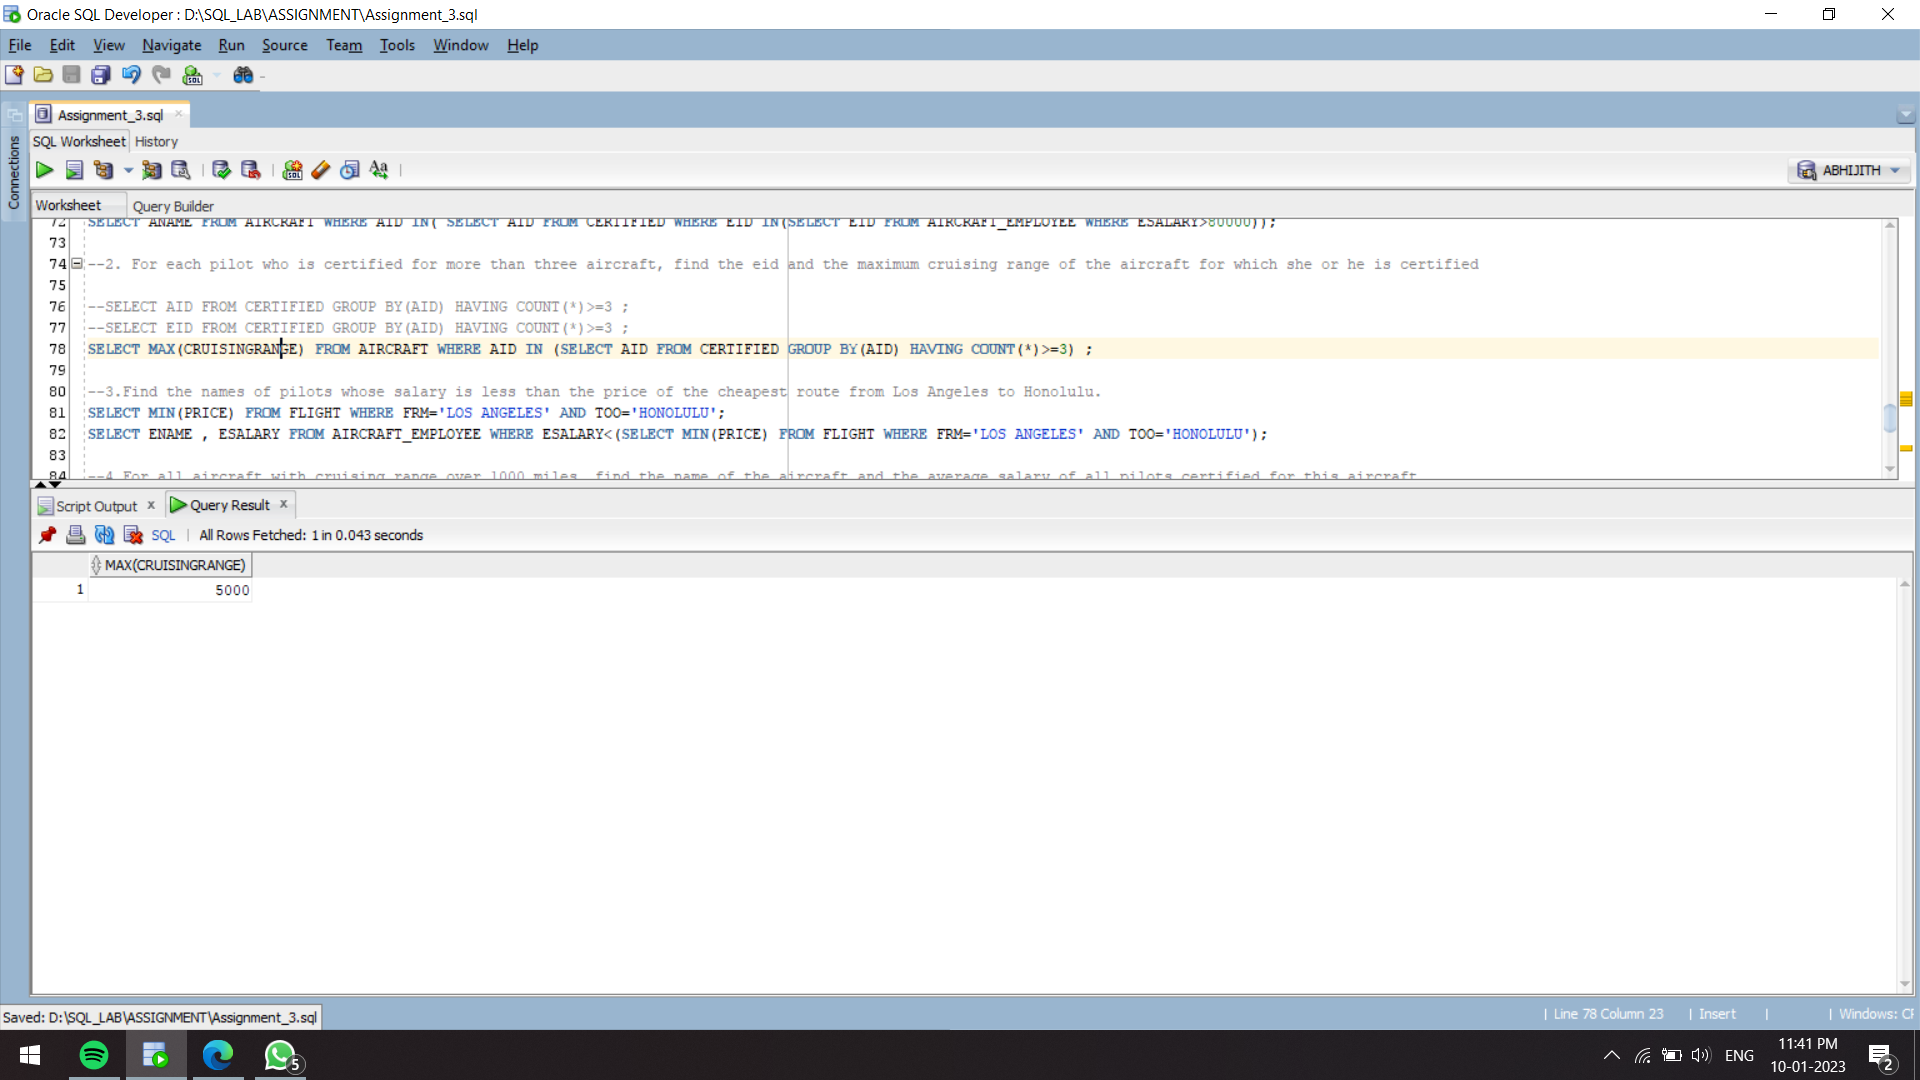 Oracle SQL Developer : D:\SQL_LAB\ASSIGNMENT\Assignment_3.sql
File Edit View Navigate Run Source Team Tools Window Help
Assignment_3.sql
Connections
SQL Worksheet History
ABHIJITH
Worksheet Query Builder
72 SELECT ANAME FROM AIRCRAFT WHERE AID IN( SELECT AID FROM CERTIFIED WHERE EID IN(SELECT EID FROM AIRCRAFT_EMPLOYEE WHERE ESALARY>80000));
73
74 --2. For each pilot who is certified for more than three aircraft, find the eid and the maximum cruising range of the aircraft for which she or he is certified
75
76 --SELECT AID FROM CERTIFIED GROUP BY(AID) HAVING COUNT(*)>=3 ;
77 --SELECT EID FROM CERTIFIED GROUP BY(AID) HAVING COUNT(*)>=3 ;
78 SELECT MAX(CRUISINGRANGE) FROM AIRCRAFT WHERE AID IN (SELECT AID FROM CERTIFIED GROUP BY(AID) HAVING COUNT(*)>=3) ;
79
80 --3.Find the names of pilots whose salary is less than the price of the cheapest route from Los Angeles to Honolulu.
81 SELECT MIN(PRICE) FROM FLIGHT WHERE FRM='LOS ANGELES' AND TOO='HONOLULU';
82 SELECT ENAME , ESALARY FROM AIRCRAFT_EMPLOYEE WHERE ESALARY<(SELECT MIN(PRICE) FROM FLIGHT WHERE FRM='LOS ANGELES' AND TOO='HONOLULU');
83
84 --4.For all aircraft with cruising range over 1000 miles, find the name of the aircraft and the average salary of all pilots certified for this aircraft
Script Output Query Result
SQL | All Rows Fetched: 1 in 0.043 seconds
MAX(CRUISINGRANGE)
1 5000
Saved: D:\SQL_LAB\ASSIGNMENT\Assignment_3.sql
| Line 78 Column 23 | Insert | | Windows: CF
5
ENG
11:41 PM
10-01-2023
2